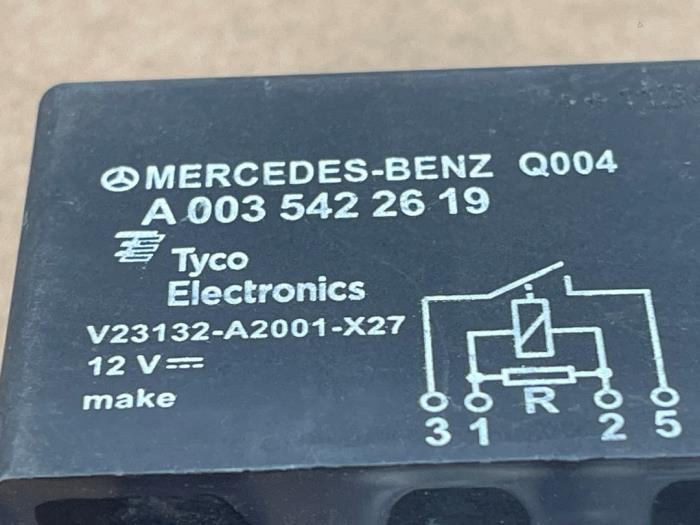 MERCEDES-BENZ Q004
A 003 542 26 19
Tyco
Electronics
V23132-A2001-X27
12 V
make
R
3 1 2 5